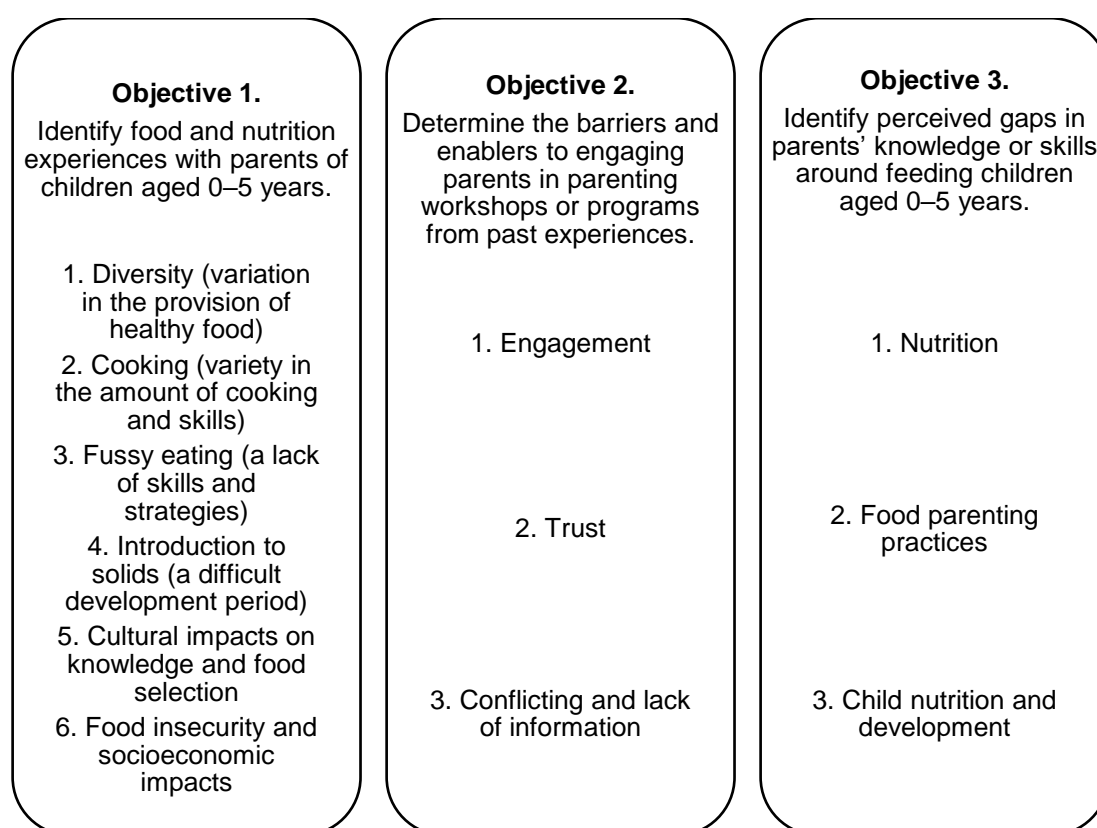 Objective 1.
Identify food and nutrition
experiences with parents of
children aged 0–5 years.
1. Diversity (variation
in the provision of
healthy food)
2. Cooking (variety in
the amount of cooking
and skills)
3. Fussy eating (a lack
of skills and
strategies)
4. Introduction to
solids (a difficult
development period)
5. Cultural impacts on
knowledge and food
selection
6. Food insecurity and
socioeconomic
impacts
Objective 2.
Determine the barriers and
enablers to engaging
parents in parenting
workshops or programs
from past experiences.
1. Engagement
2. Trust
3. Conflicting and lack
of information
Objective 3.
Identify perceived gaps in
parents’ knowledge or skills
around feeding children
aged 0–5 years.
1. Nutrition
2. Food parenting
practices
3. Child nutrition and
development